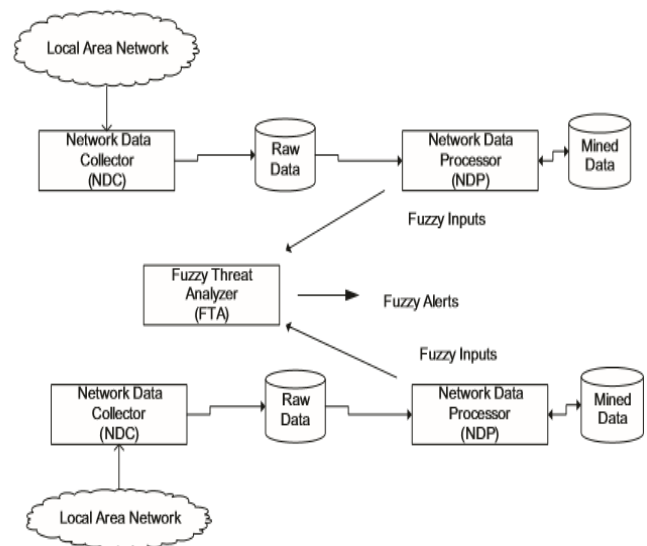 Local Area Network
Network Data
Collector
(NDC)
Raw
Data
Network Data
Processor
(NDP)
Mined
Data
Fuzzy Inputs
Fuzzy Threat
Analyzer
(FTA)
Fuzzy Alerts
Fuzzy Inputs
Network Data
Collector
(NDC)
Raw
Data
Network Data
Processor
(NDP)
Mined
Data
Local Area Network